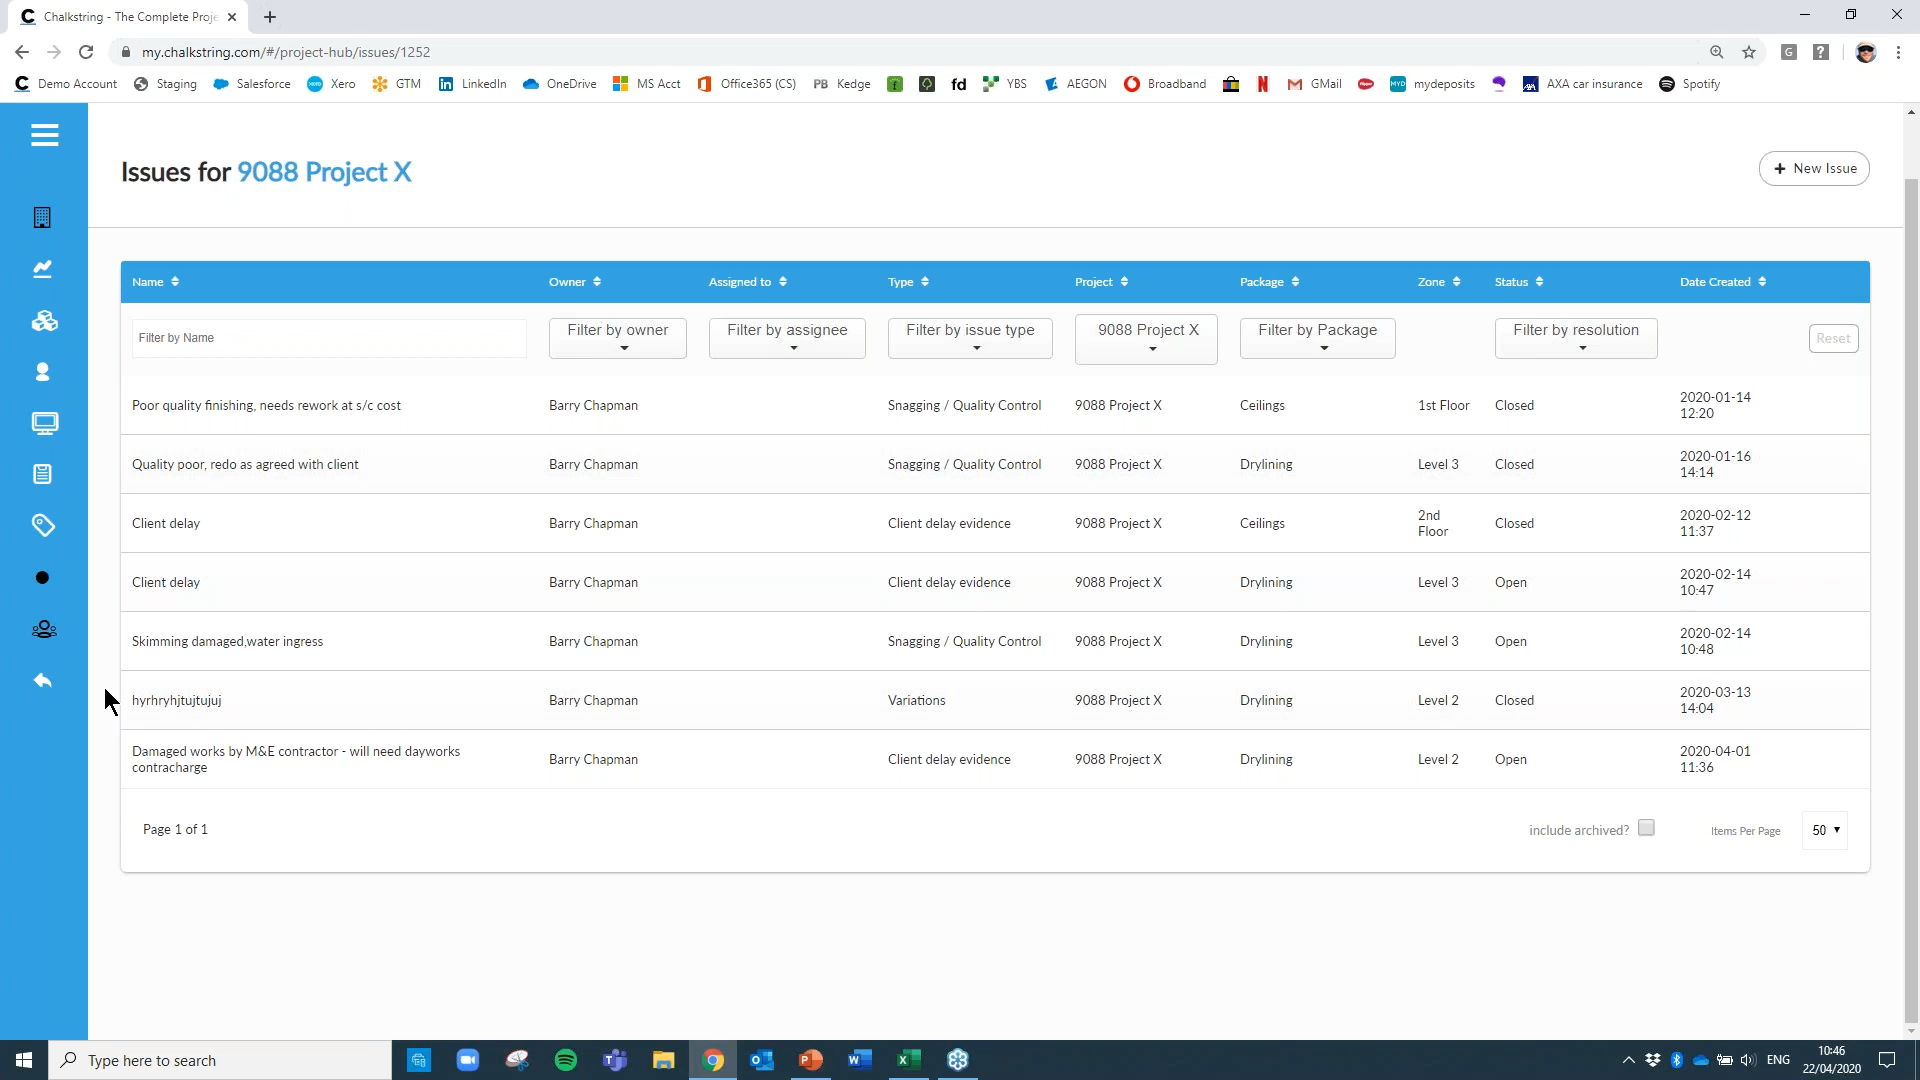 Chalkstring - The Complete Proje
my.chalkstring.com/#/project-hub/issues/1252
Demo Account Staging Salesforce Xero GTM LinkedIn OneDrive MS Acct Office365 (CS) PB Kedge fd YBS AEGON Broadband GMail MYD mydeposits AXA car insurance Spotify
Issues for 9088 Project X
+ New Issue
Name Owner Assigned to Type Project Package Zone Status Date Created
Filter by Name Filter by owner Filter by assignee Filter by issue type 9088 Project X Filter by Package Filter by resolution Reset
Poor quality finishing, needs rework at s/c cost Barry Chapman Snagging / Quality Control 9088 Project X Ceilings 1st Floor Closed 2020-01-14
12:20
Quality poor, redo as agreed with client Barry Chapman Snagging / Quality Control 9088 Project X Drylining Level 3 Closed 2020-01-16
14:14
Client delay Barry Chapman Client delay evidence 9088 Project X Ceilings 2nd Floor Closed 2020-02-12
11:37
Client delay Barry Chapman Client delay evidence 9088 Project X Drylining Level 3 Open 2020-02-14
10:47
Skimming damaged,water ingress Barry Chapman Snagging / Quality Control 9088 Project X Drylining Level 3 Open 2020-02-14
10:48
hyrhryhjtujtujuj Barry Chapman Variations 9088 Project X Drylining Level 2 Closed 2020-03-13
14:04
Damaged works by M&E contractor - will need dayworks
contracharge Barry Chapman Client delay evidence 9088 Project X Drylining Level 2 Open 2020-04-01
11:36
Page 1 of 1 include archived? Items Per Page 50
Type here to search
ENG
10:46
22/04/2020